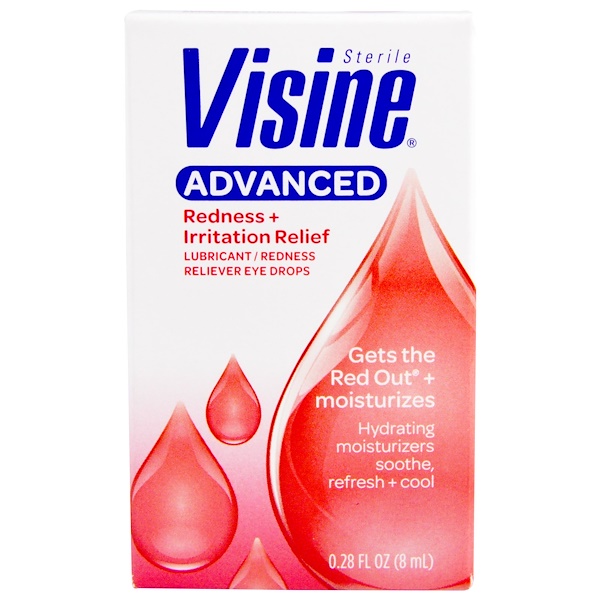 Sterile
Visine®
ADVANCED
Redness +
Irritation Relief
LUBRICANT / REDNESS
RELIEVER EYE DROPS
Gets the
Red Out® +
moisturizes
Hydrating
moisturizers
soothe,
refresh + cool
0.28 FL OZ (8 mL)